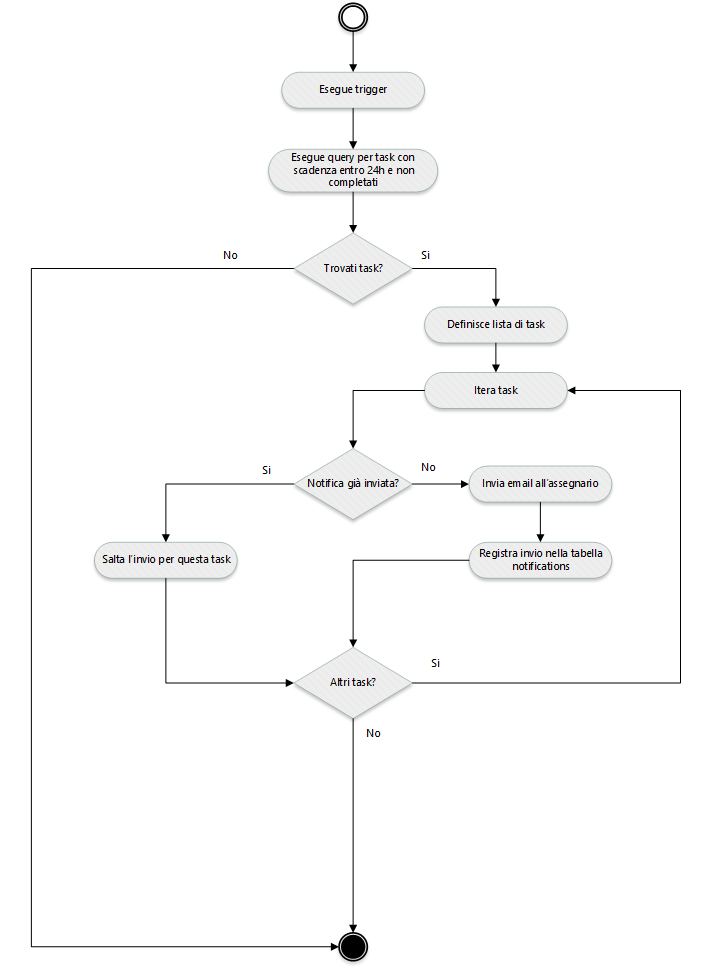 Esegue trigger
Esegue query per task con
scadenza entro 24h e non
completati
No
Si
Trovati task?
Definisce lista di task
Itera task
Si
Notifica già inviata?
No
Invia email all'assegnario
Salta l'invio per questa task
Registra invio nella tabella
notifications
Altri task?
Si
No